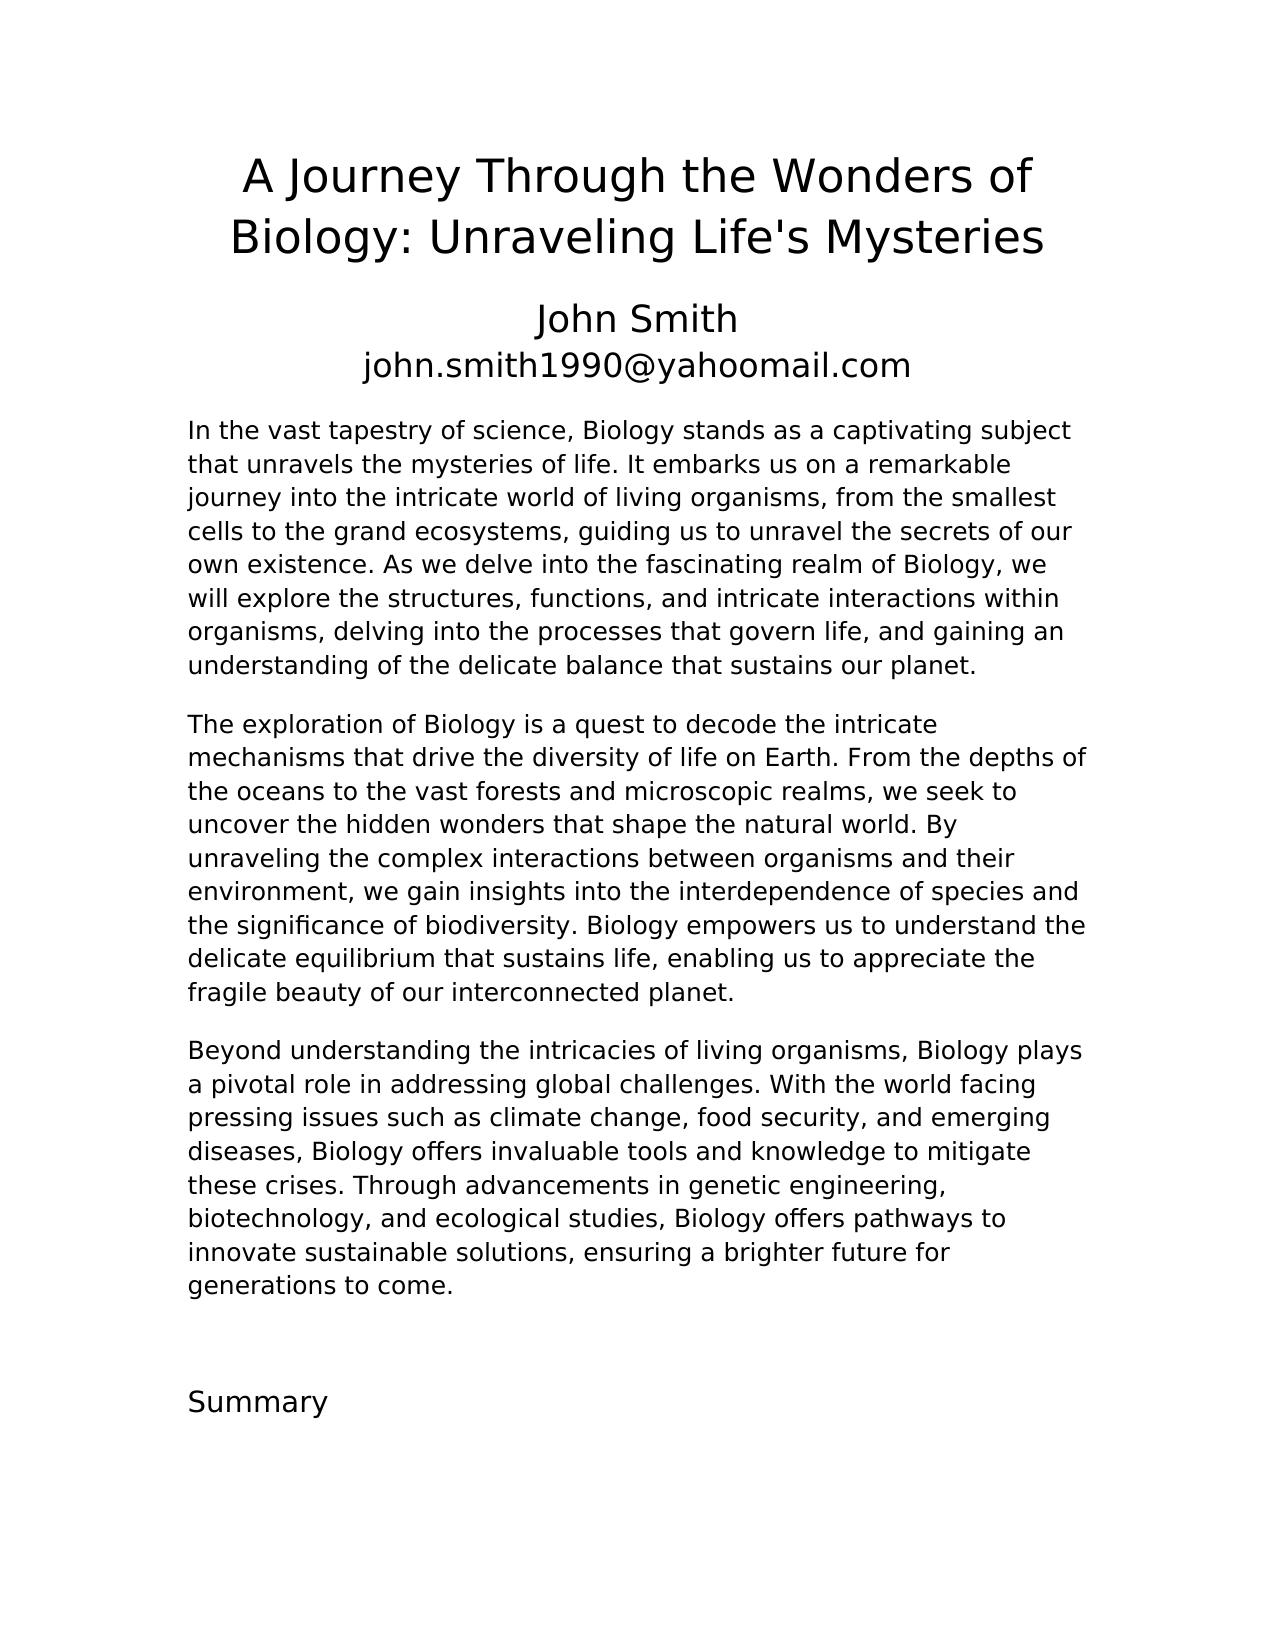 A Journey Through the Wonders of
Biology: Unraveling Life's Mysteries
John Smith
john.smith1990@yahoomail.com
In the vast tapestry of science, Biology stands as a captivating subject
that unravels the mysteries of life. It embarks us on a remarkable
journey into the intricate world of living organisms, from the smallest
cells to the grand ecosystems, guiding us to unravel the secrets of our
own existence. As we delve into the fascinating realm of Biology, we
will explore the structures, functions, and intricate interactions within
organisms, delving into the processes that govern life, and gaining an
understanding of the delicate balance that sustains our planet.
The exploration of Biology is a quest to decode the intricate
mechanisms that drive the diversity of life on Earth. From the depths of
the oceans to the vast forests and microscopic realms, we seek to
uncover the hidden wonders that shape the natural world. By
unraveling the complex interactions between organisms and their
environment, we gain insights into the interdependence of species and
the significance of biodiversity. Biology empowers us to understand the
delicate equilibrium that sustains life, enabling us to appreciate the
fragile beauty of our interconnected planet.
Beyond understanding the intricacies of living organisms, Biology plays
a pivotal role in addressing global challenges. With the world facing
pressing issues such as climate change, food security, and emerging
diseases, Biology offers invaluable tools and knowledge to mitigate
these crises. Through advancements in genetic engineering,
biotechnology, and ecological studies, Biology offers pathways to
innovate sustainable solutions, ensuring a brighter future for
generations to come.
Summary